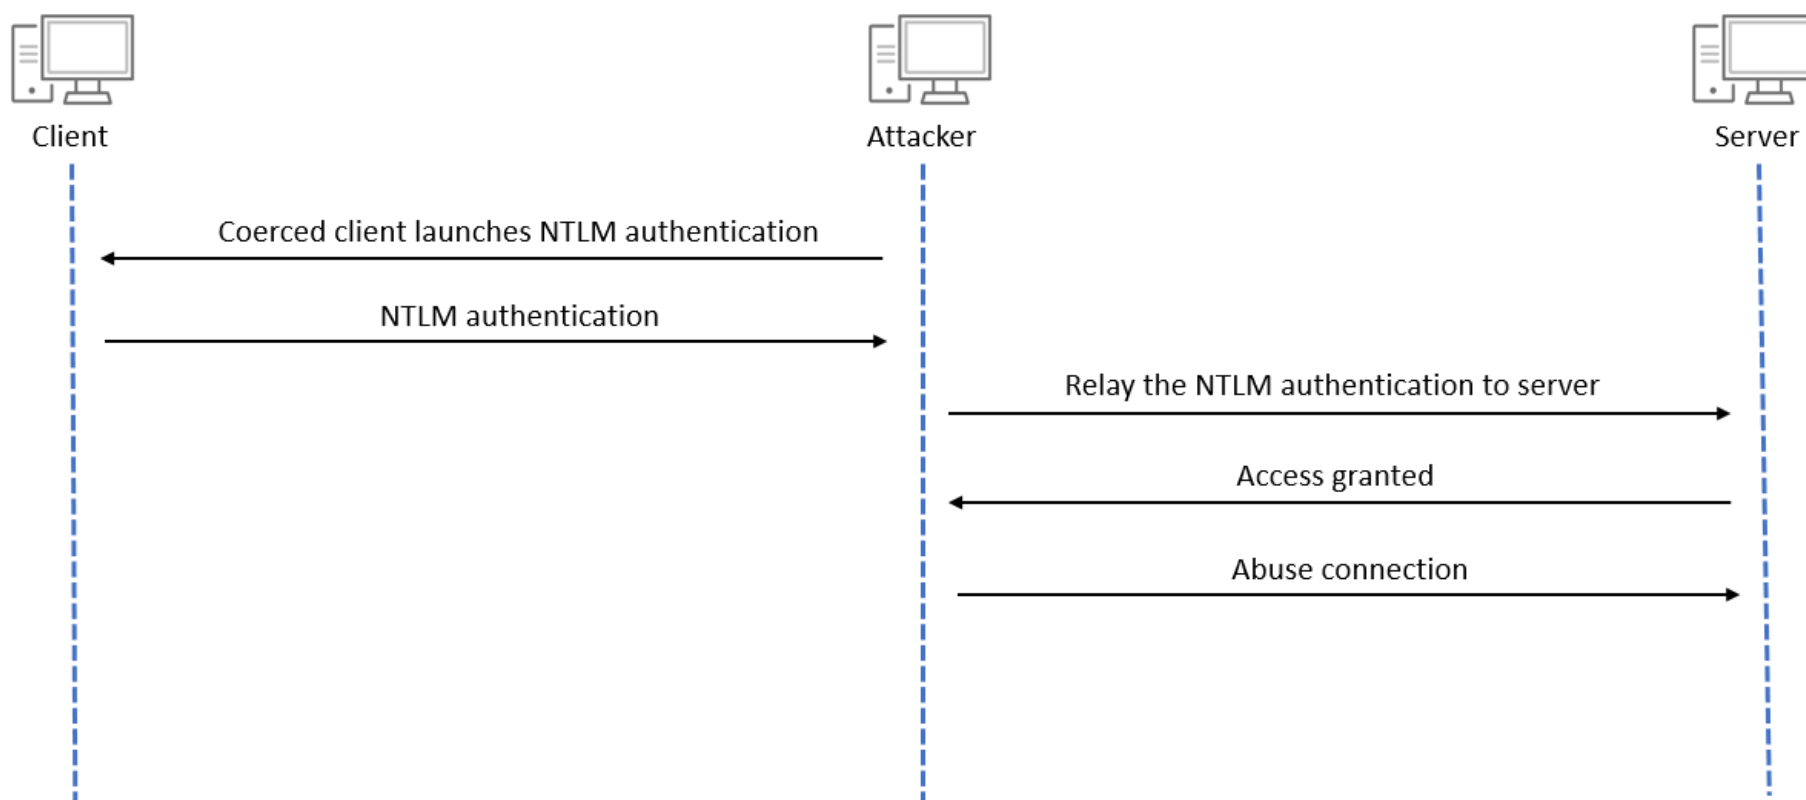 Client
Attacker
Server
Coerced client launches NTLM authentication
NTLM authentication
Relay the NTLM authentication to server
Access granted
Abuse connection